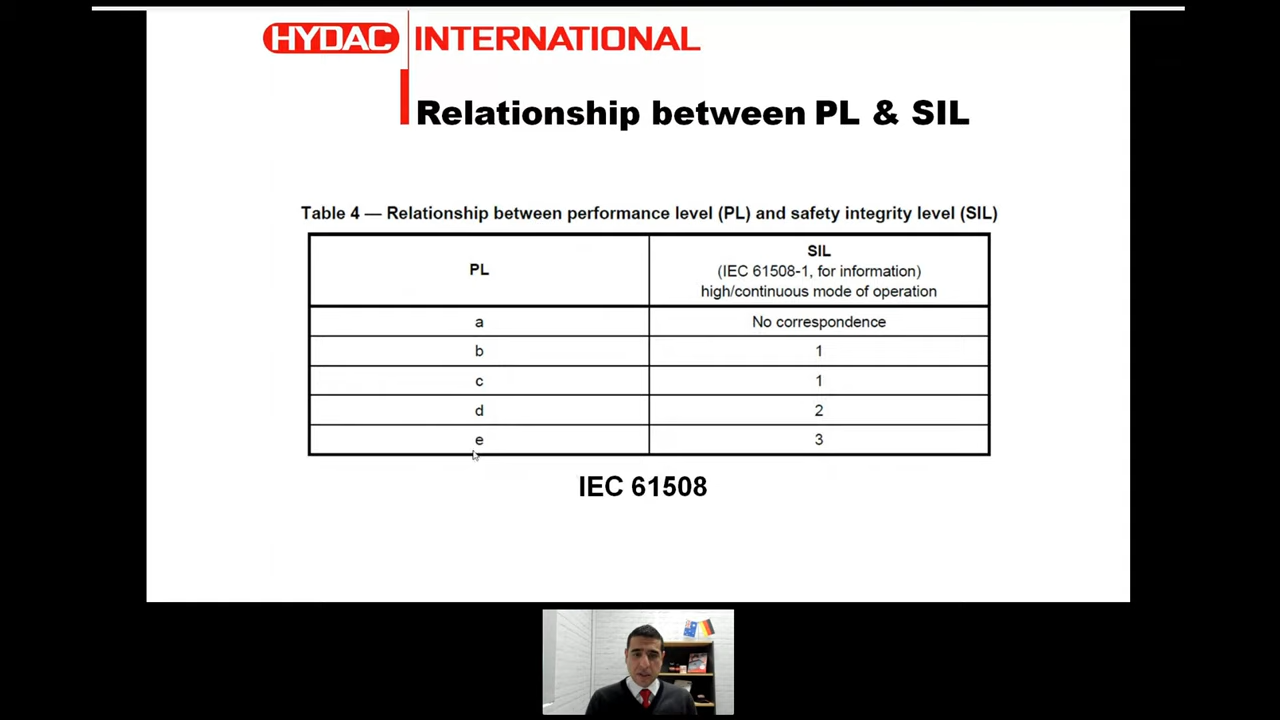 HYDAC INTERNATIONAL
Relationship between PL & SIL
Table 4 — Relationship between performance level (PL) and safety integrity level (SIL)
PL
SIL
(IEC 61508-1, for information)
high/continuous mode of operation
a No correspondence
b 1
c 1
d 2
e 3
IEC 61508